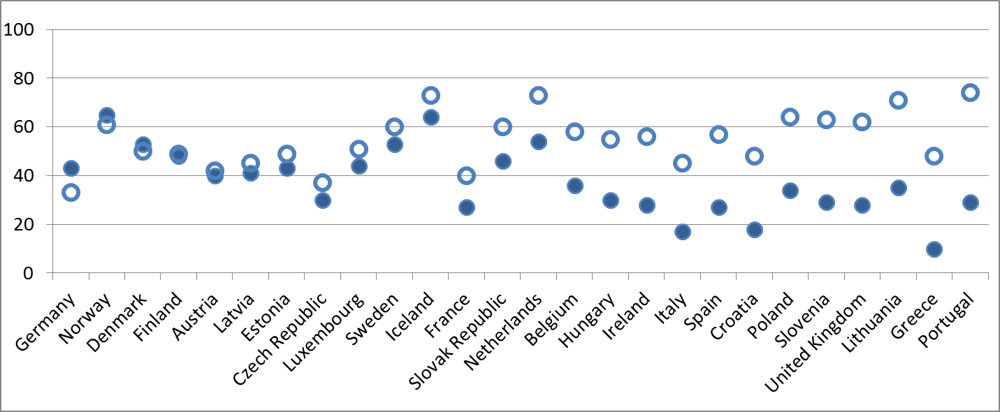 100
80
60
40
20
0
Germany
Norway
Denmark
Finland
Austria
Latvia
Estonia
Czech Republic
Luxembourg
Sweden
Iceland
France
Slovak Republic
Netherlands
Belgium
Hungary
Ireland
Italy
Spain
Croatia
Poland
Slovenia
United Kingdom
Lithuania
Greece
Portugal